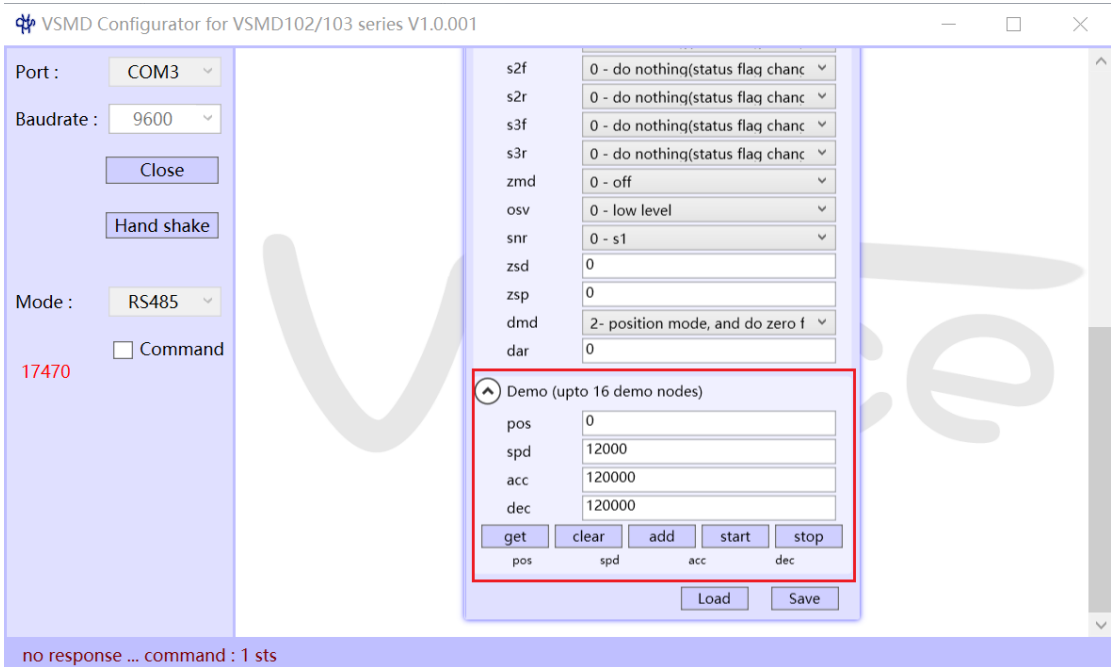 VSMD Configurator for VSMD102/103 series V1.0.001
Port : COM3
Baudrate : 9600
Close
Hand shake
Mode : RS485
Command
17470
s2f 0 - do nothing(status flag chanc
s2r 0 - do nothing(status flag chanc
s3f 0 - do nothing(status flag chanc
s3r 0 - do nothing(status flag chanc
zmd 0 - off
osv 0 - low level
snr 0 - s1
zsd 0
zsp 0
dmd 2- position mode, and do zero f
dar 0
Demo (upto 16 demo nodes)
pos 0
spd 12000
acc 120000
dec 120000
get clear add start stop
pos spd acc dec
Load Save
no response ... command : 1 sts